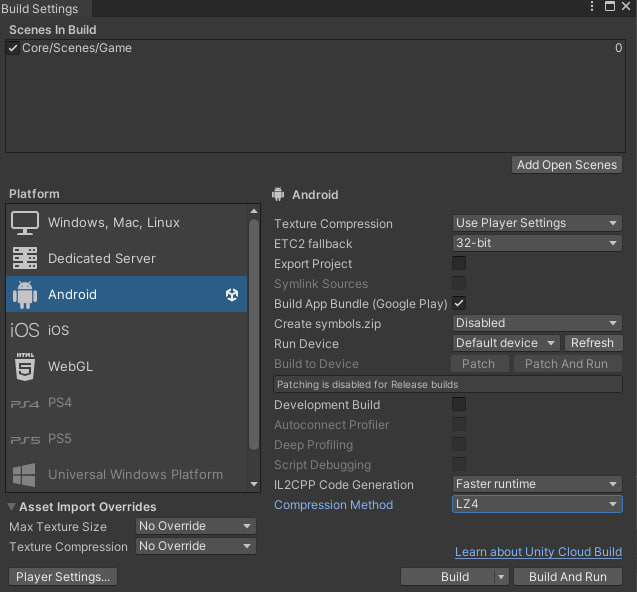 Build Settings
Scenes In Build
Core/Scenes/Game 0
Add Open Scenes
Platform
Windows, Mac, Linux
Dedicated Server
Android
iOS iOS
HTML 5 WebGL
PS4 PS4
PS5 PS5
Universal Windows Platform
Android
Texture Compression Use Player Settings
ETC2 fallback 32-bit
Export Project
Symlink Sources
Build App Bundle (Google Play)
Create symbols.zip Disabled
Run Device Default device Refresh
Build to Device Patch Patch And Run
Patching is disabled for Release builds
Development Build
Autoconnect Profiler
Deep Profiling
Script Debugging
IL2CPP Code Generation Faster runtime
Compression Method LZ4
Asset Import Overrides
Max Texture Size No Override
Texture Compression No Override
Learn about Unity Cloud Build
Player Settings... Build Build And Run